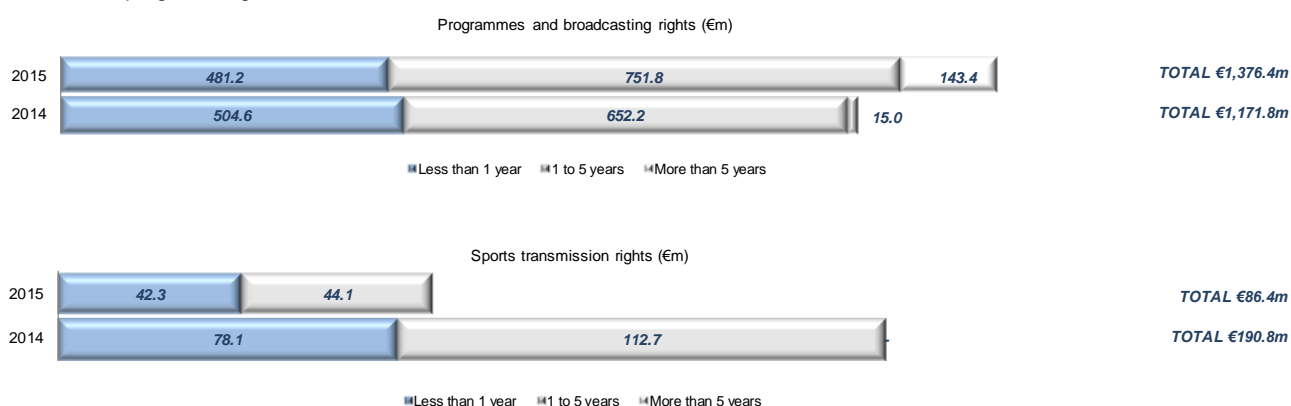 Programmes and broadcasting rights (€m)
2015 481.2 751.8 143.4 TOTAL €1,376.4m
2014 504.6 652.2 15.0 TOTAL €1,171.8m
Less than 1 year 1 to 5 years More than 5 years
Sports transmission rights (€m)
2015 42.3 44.1 TOTAL €86.4m
2014 78.1 112.7 - TOTAL €190.8m
Less than 1 year 1 to 5 years More than 5 years